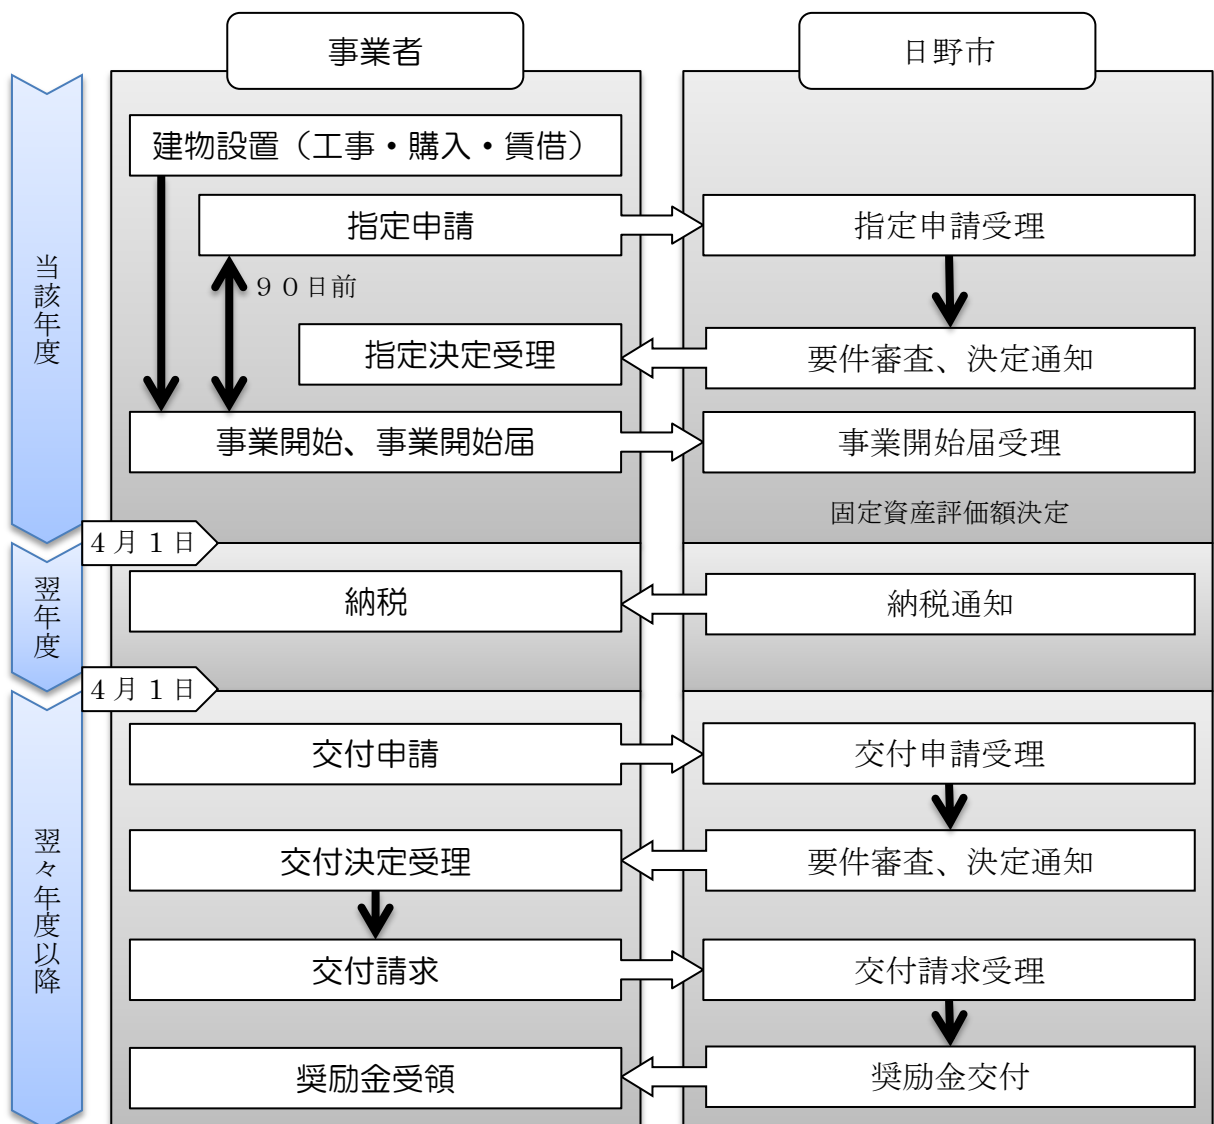 事業者
日野市
当該年度
建物設置（工事・購入・賃借）
指定申請
指定申請受理
９０日前
指定決定受理
要件審査、決定通知
事業開始、事業開始届
事業開始届受理
固定資産評価額決定
４月１日
翌年度
納税
納税通知
４月１日
翌々年度以降
交付申請
交付申請受理
交付決定受理
要件審査、決定通知
交付請求
交付請求受理
奨励金受領
奨励金交付